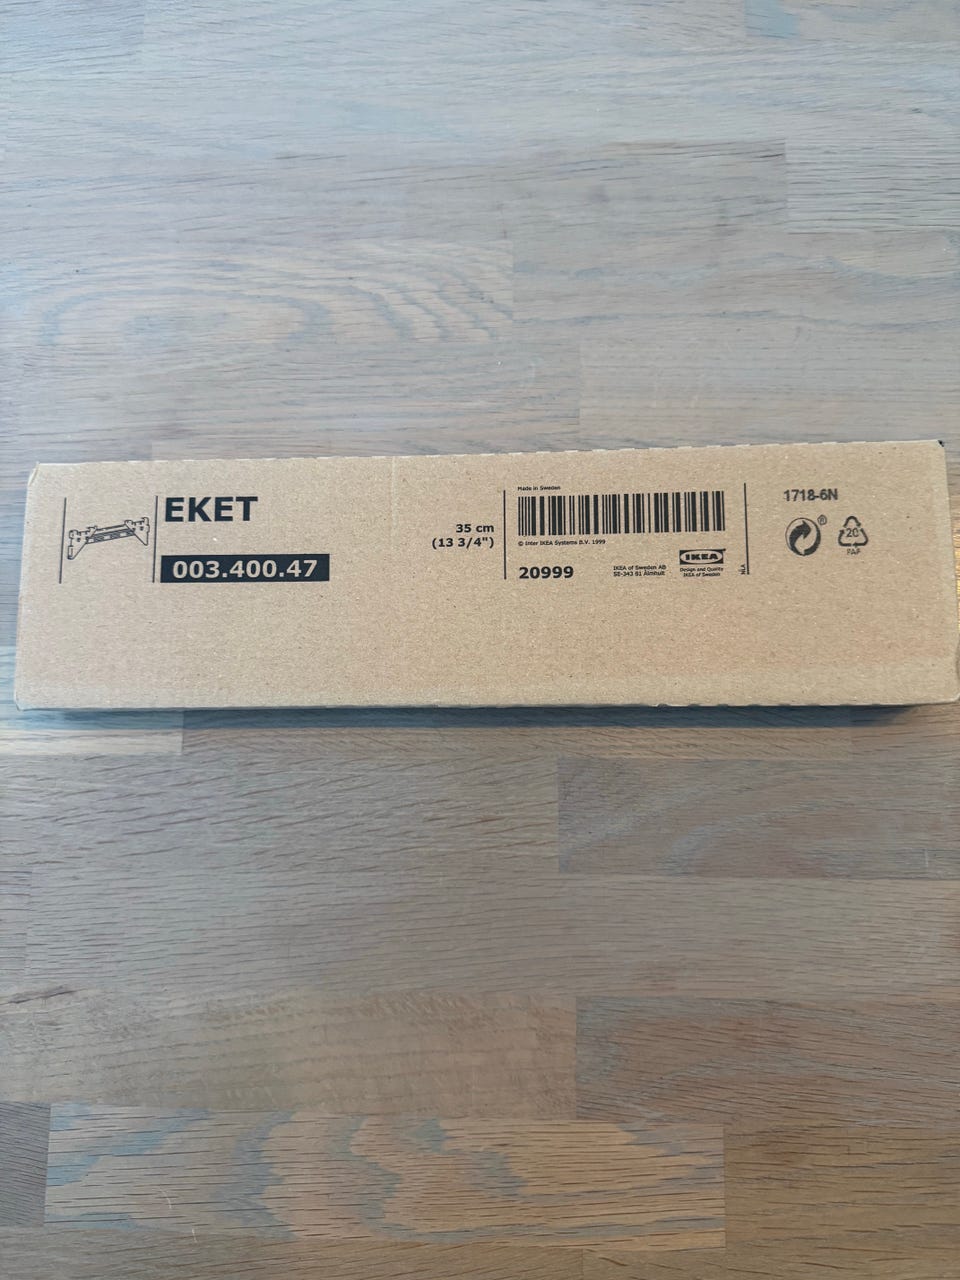 EKET
003.400.47
35 cm
(13 3/4")
Made in Sweden
© Inter IKEA Systems B.V. 1999
20999
IKEA of Sweden AB
SE-343 81 Älmhult
IKEA
Design and Quality
IKEA of Sweden
NLA
1718-6N
®
20
PAP